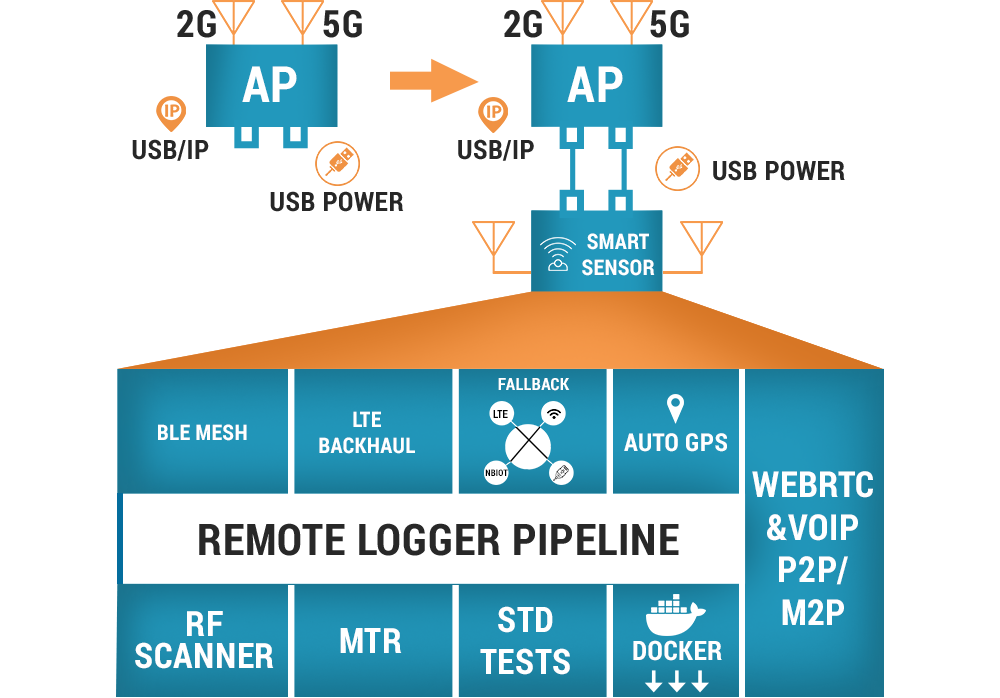 2G
5G
AP
IP
USB/IP
USB POWER
2G
5G
AP
IP
USB/IP
USB POWER
SMART
SENSOR
BLE MESH
LTE
BACKHAUL
FALLBACK
LTE
NBIOT
AUTO GPS
WEBRTC
&VOIP
P2P/
M2P
REMOTE LOGGER PIPELINE
RF
SCANNER
MTR
STD
TESTS
DOCKER